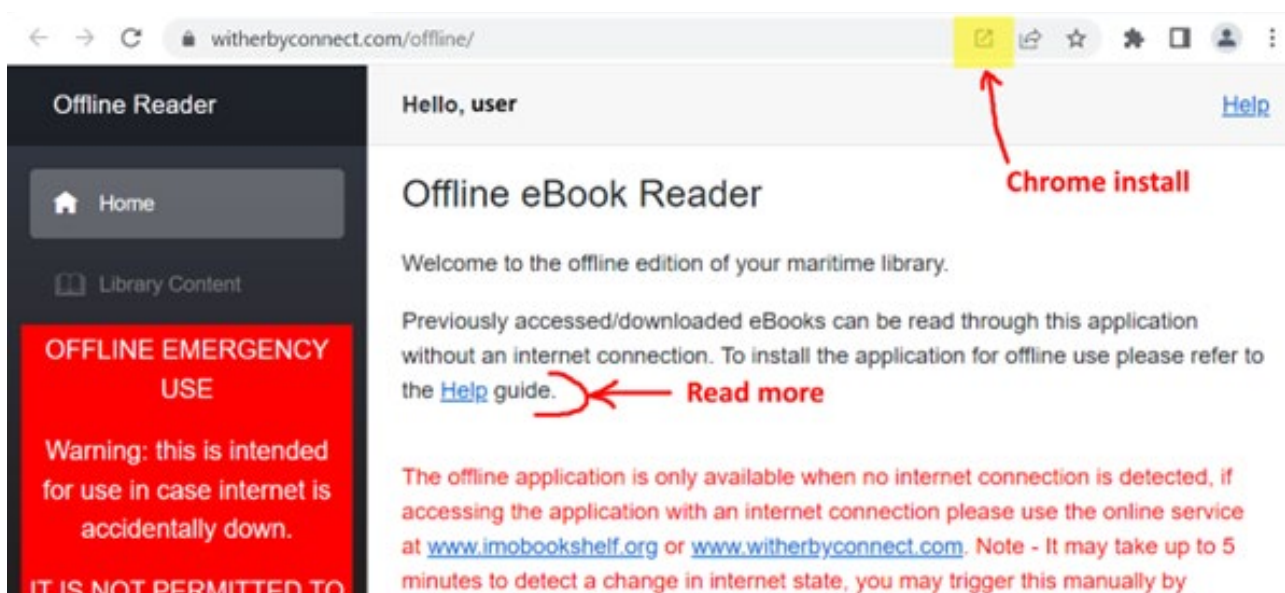 witherbyconnect.com/offline/
Offline Reader
Hello, user
Help
Chrome install
Home
Library Content
OFFLINE EMERGENCY
USE
Warning: this is intended
for use in case internet is
accidentally down.
IT IS NOT PERMITTED TO
Offline eBook Reader
Welcome to the offline edition of your maritime library.
Previously accessed/downloaded eBooks can be read through this application
without an internet connection. To install the application for offline use please refer to
the Help guide.
Read more
The offline application is only available when no internet connection is detected, if
accessing the application with an internet connection please use the online service
at www.imobookshelf.org or www.witherbyconnect.com. Note - It may take up to 5
minutes to detect a change in internet state, you may trigger this manually by